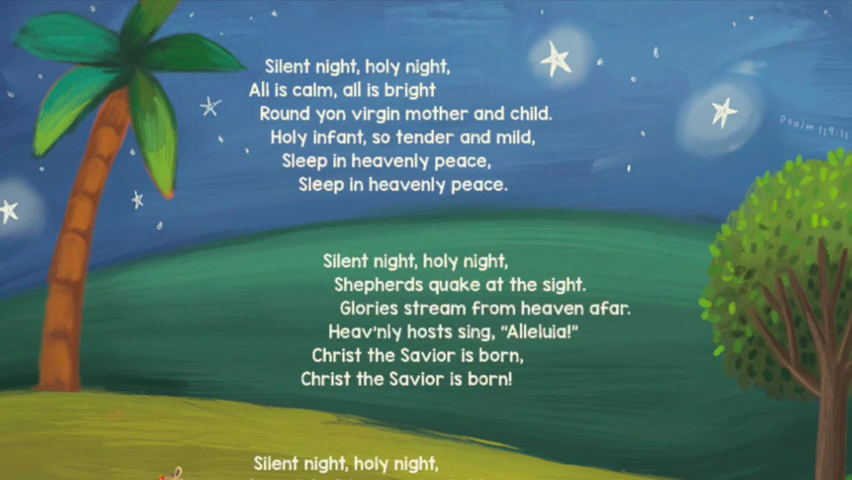 Silent night, holy night,
All is calm, all is bright
Round yon virgin mother and child.
Holy infant, so tender and mild,
Sleep in heavenly peace,
Sleep in heavenly peace.
Psalm 119:11
Silent night, holy night,
Shepherds quake at the sight.
Glories stream from heaven afar.
Heav'nly hosts sing, "Alleluia!"
Christ the Savior is born,
Christ the Savior is born!
Silent night, holy night,